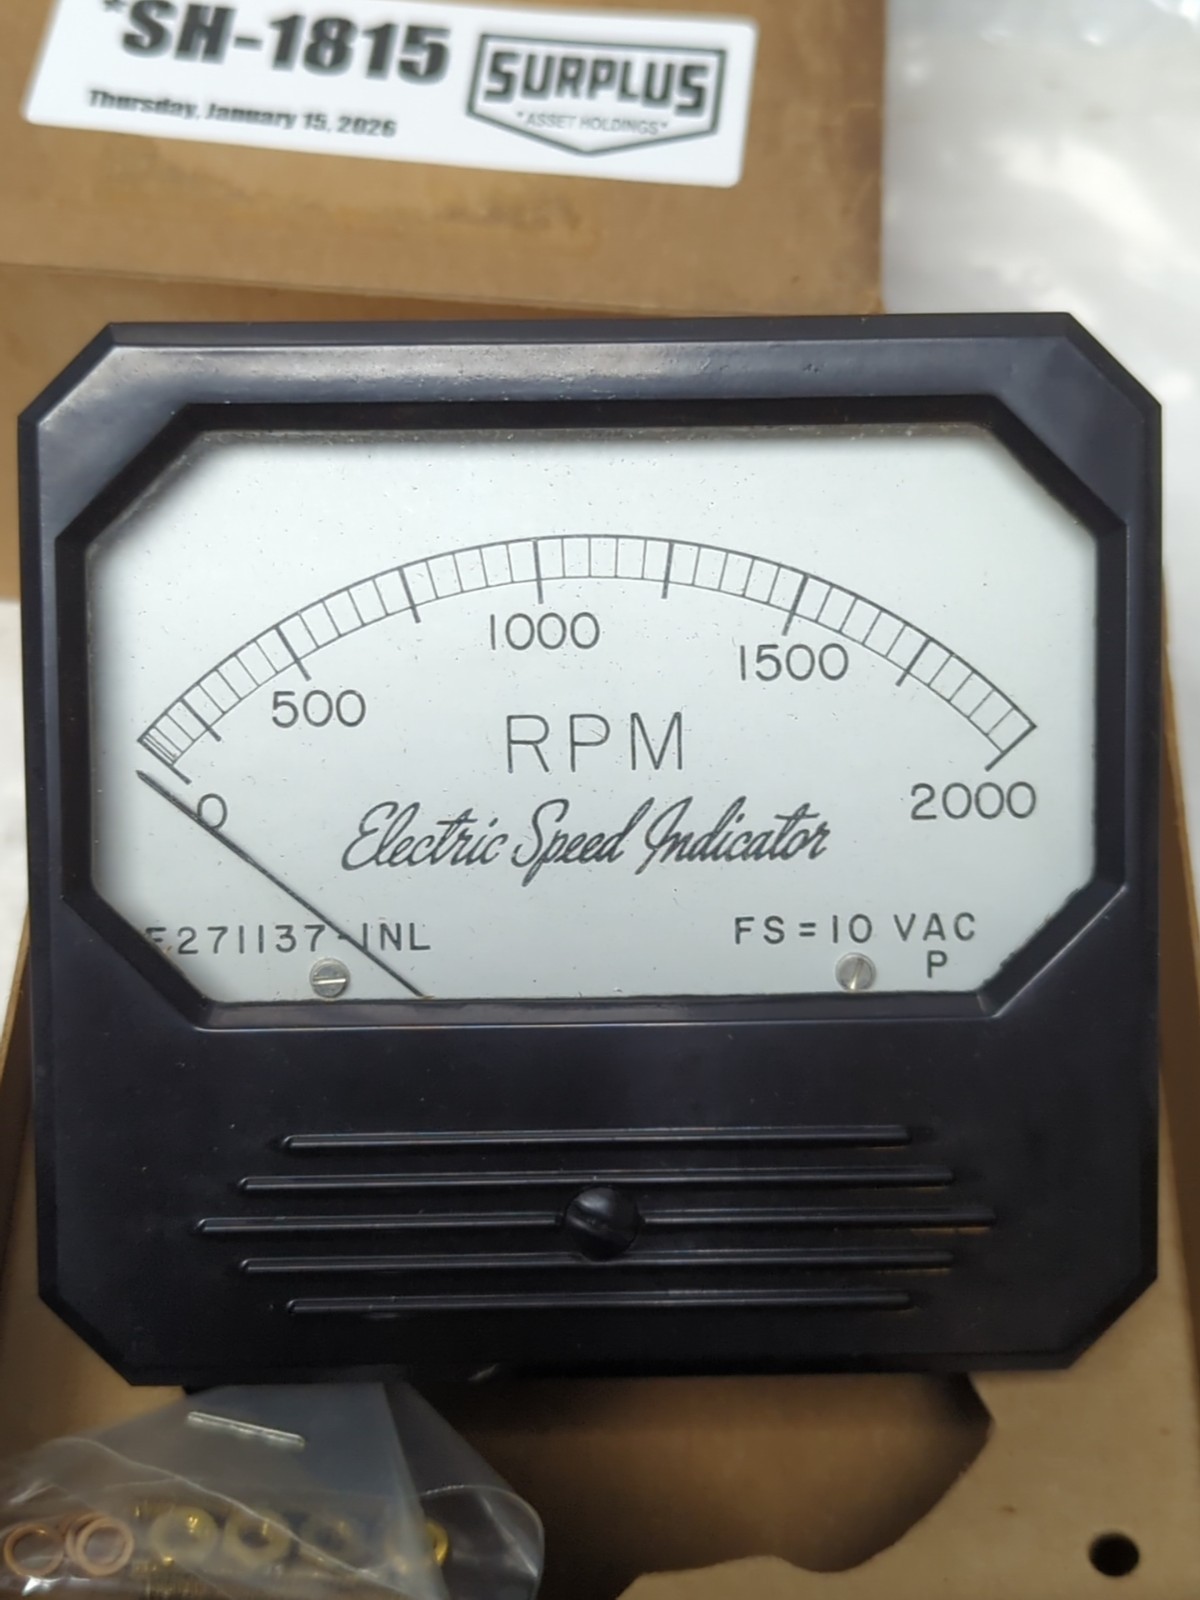 *SH-1815
Thursday, January 15, 2026
SURPLUS
*ASSET HOLDINGS*
0
500
1000
1500
2000
RPM
Electric Speed Indicator
E271137-INL
FS=10 VAC
P